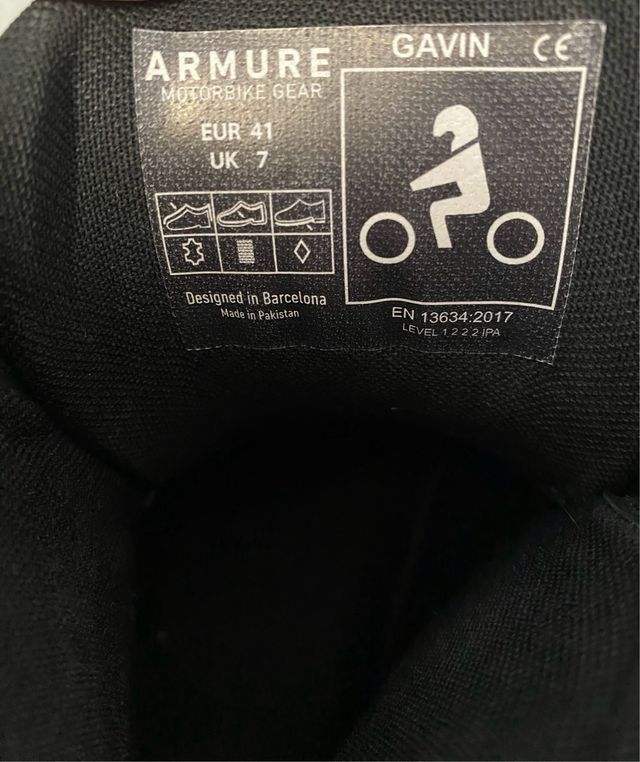 ARMURE
MOTORBIKE GEAR
EUR 41
UK 7
Designed in Barcelona
Made in Pakistan
GAVIN CE
EN 13634:2017
LEVEL 1 2 2 2 IPA